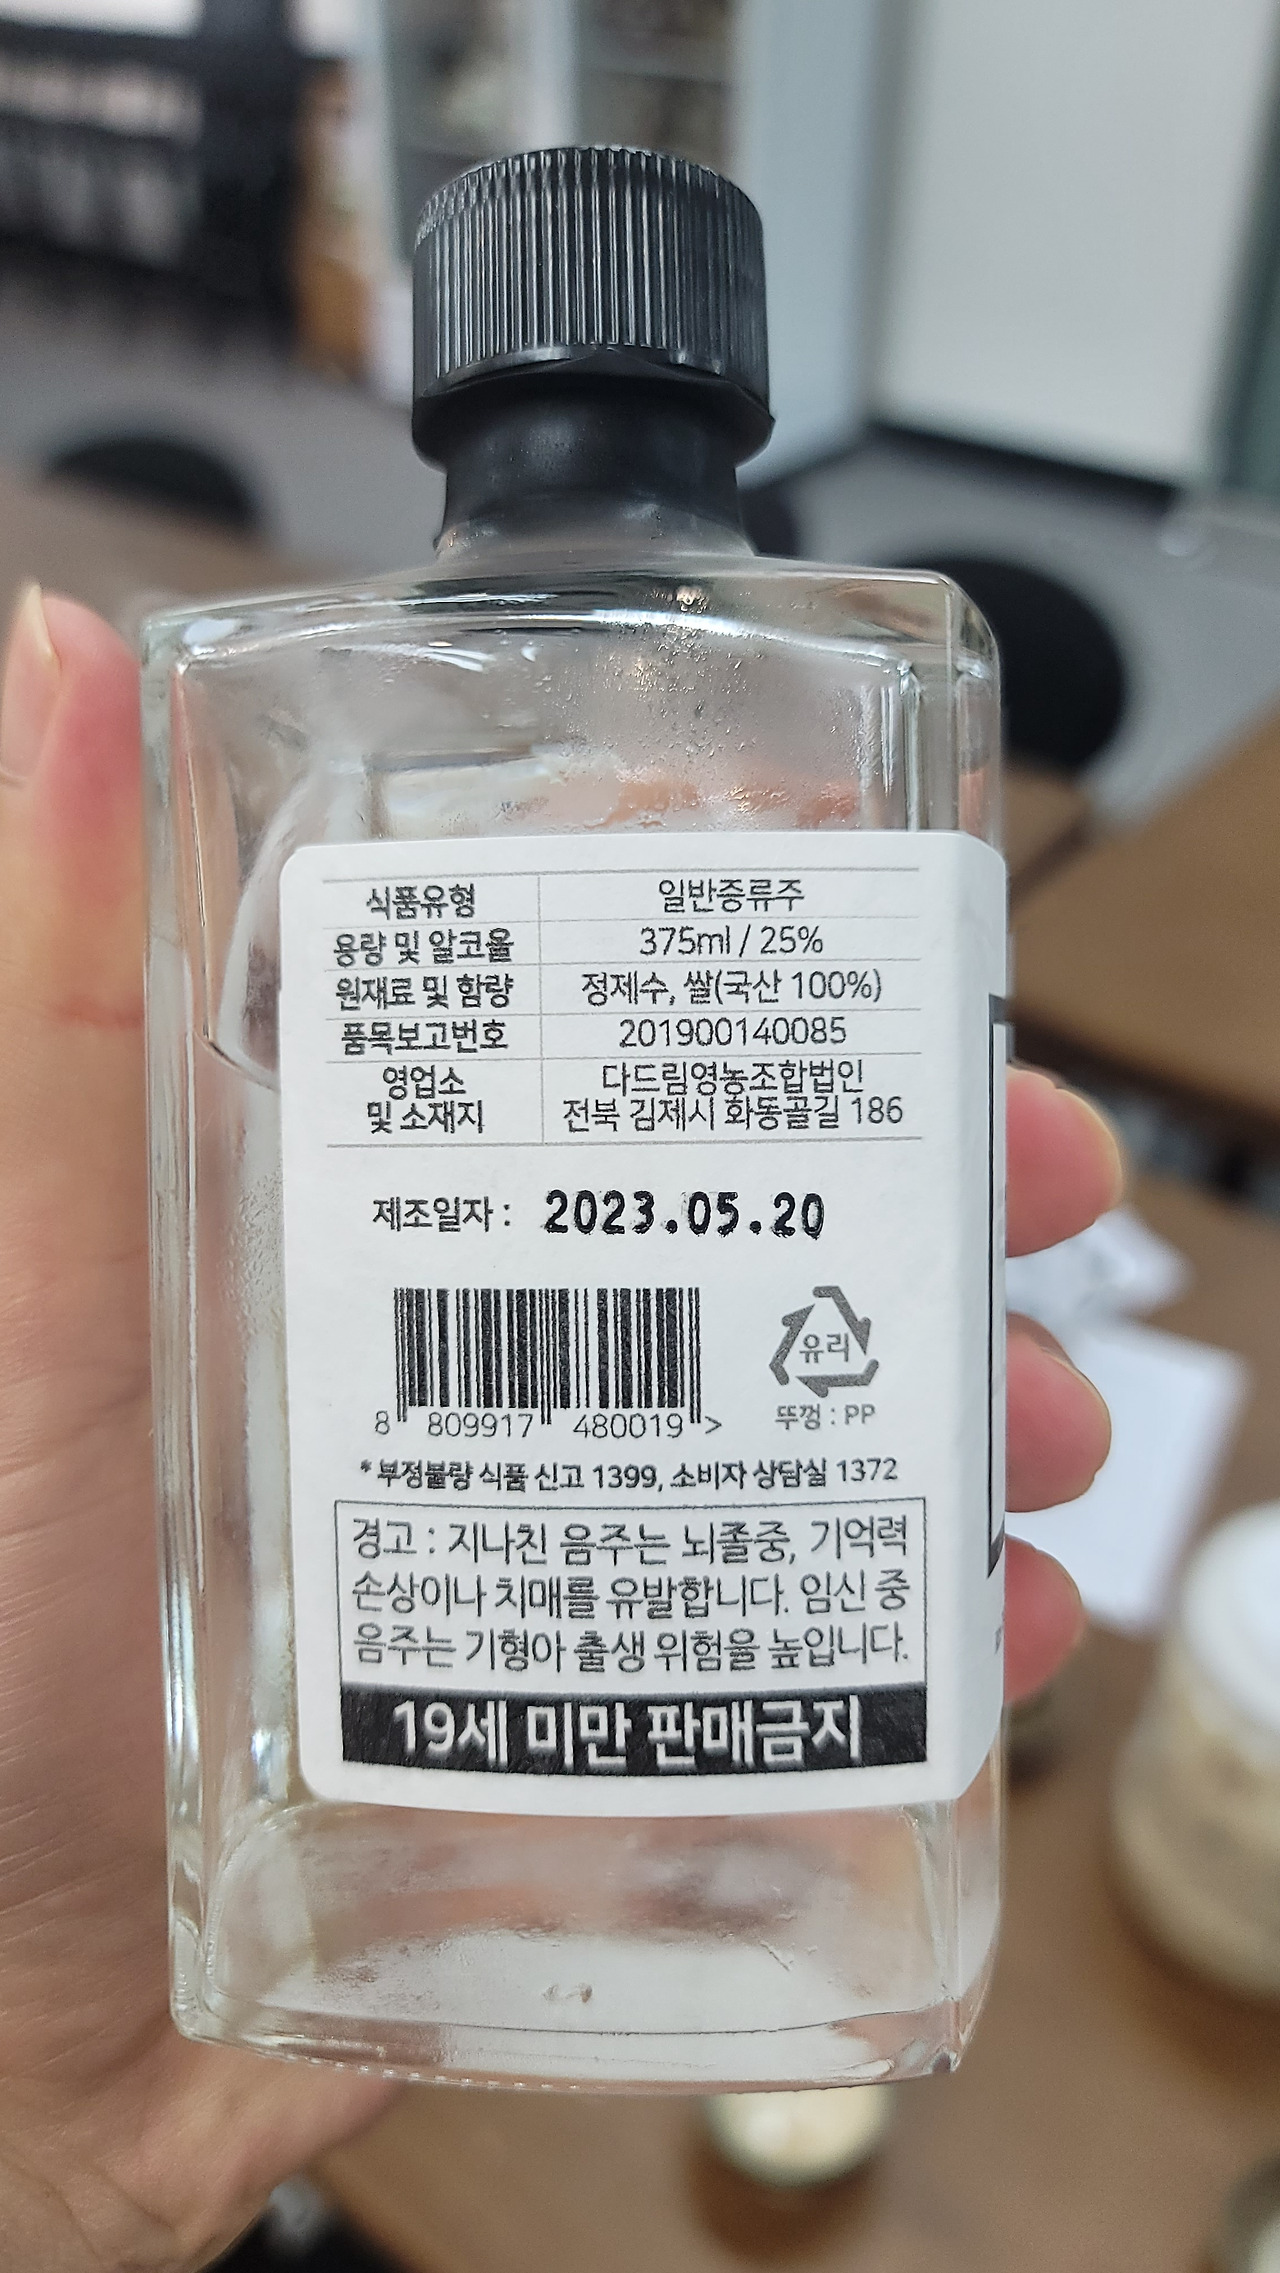 식품유형 일반증류주
용량 및 알코올 375ml / 25%
원재료 및 함량 정제수, 쌀(국산 100%)
품목보고번호 201900140085
영업소 다드림영농조합법인
및 소재지 전북 김제시 화동골길 186
제조일자 : 2023.05.20
유리
뚜껑 : PP
8 809917 480019 >
* 부정불량 식품 신고 1399, 소비자 상담실 1372
경고 : 지나친 음주는 뇌졸중, 기억력
손상이나 치매를 유발합니다. 임신 중
음주는 기형아 출생 위험을 높입니다.
19세 미만 판매금지